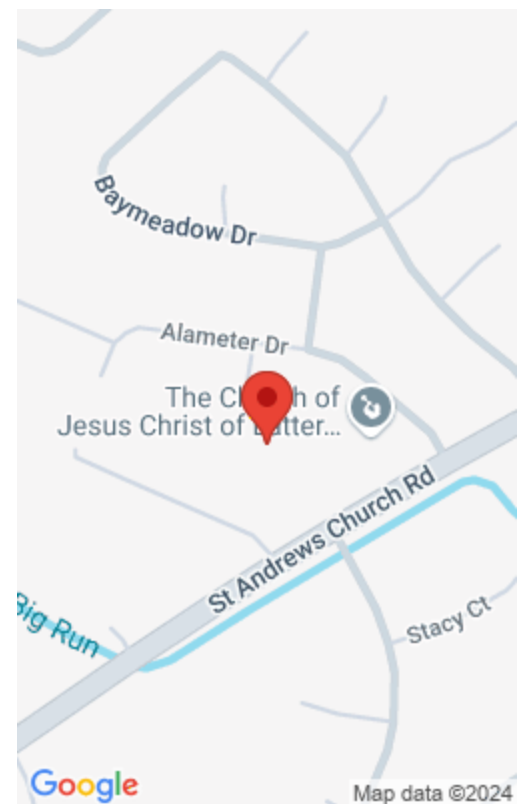 Baymeadow Dr
Alameter Dr
The Ch h of
Jesus Christ of Latter...
St Andrews Church Rd
Big Run
Stacy Ct
Google
Map data ©2024